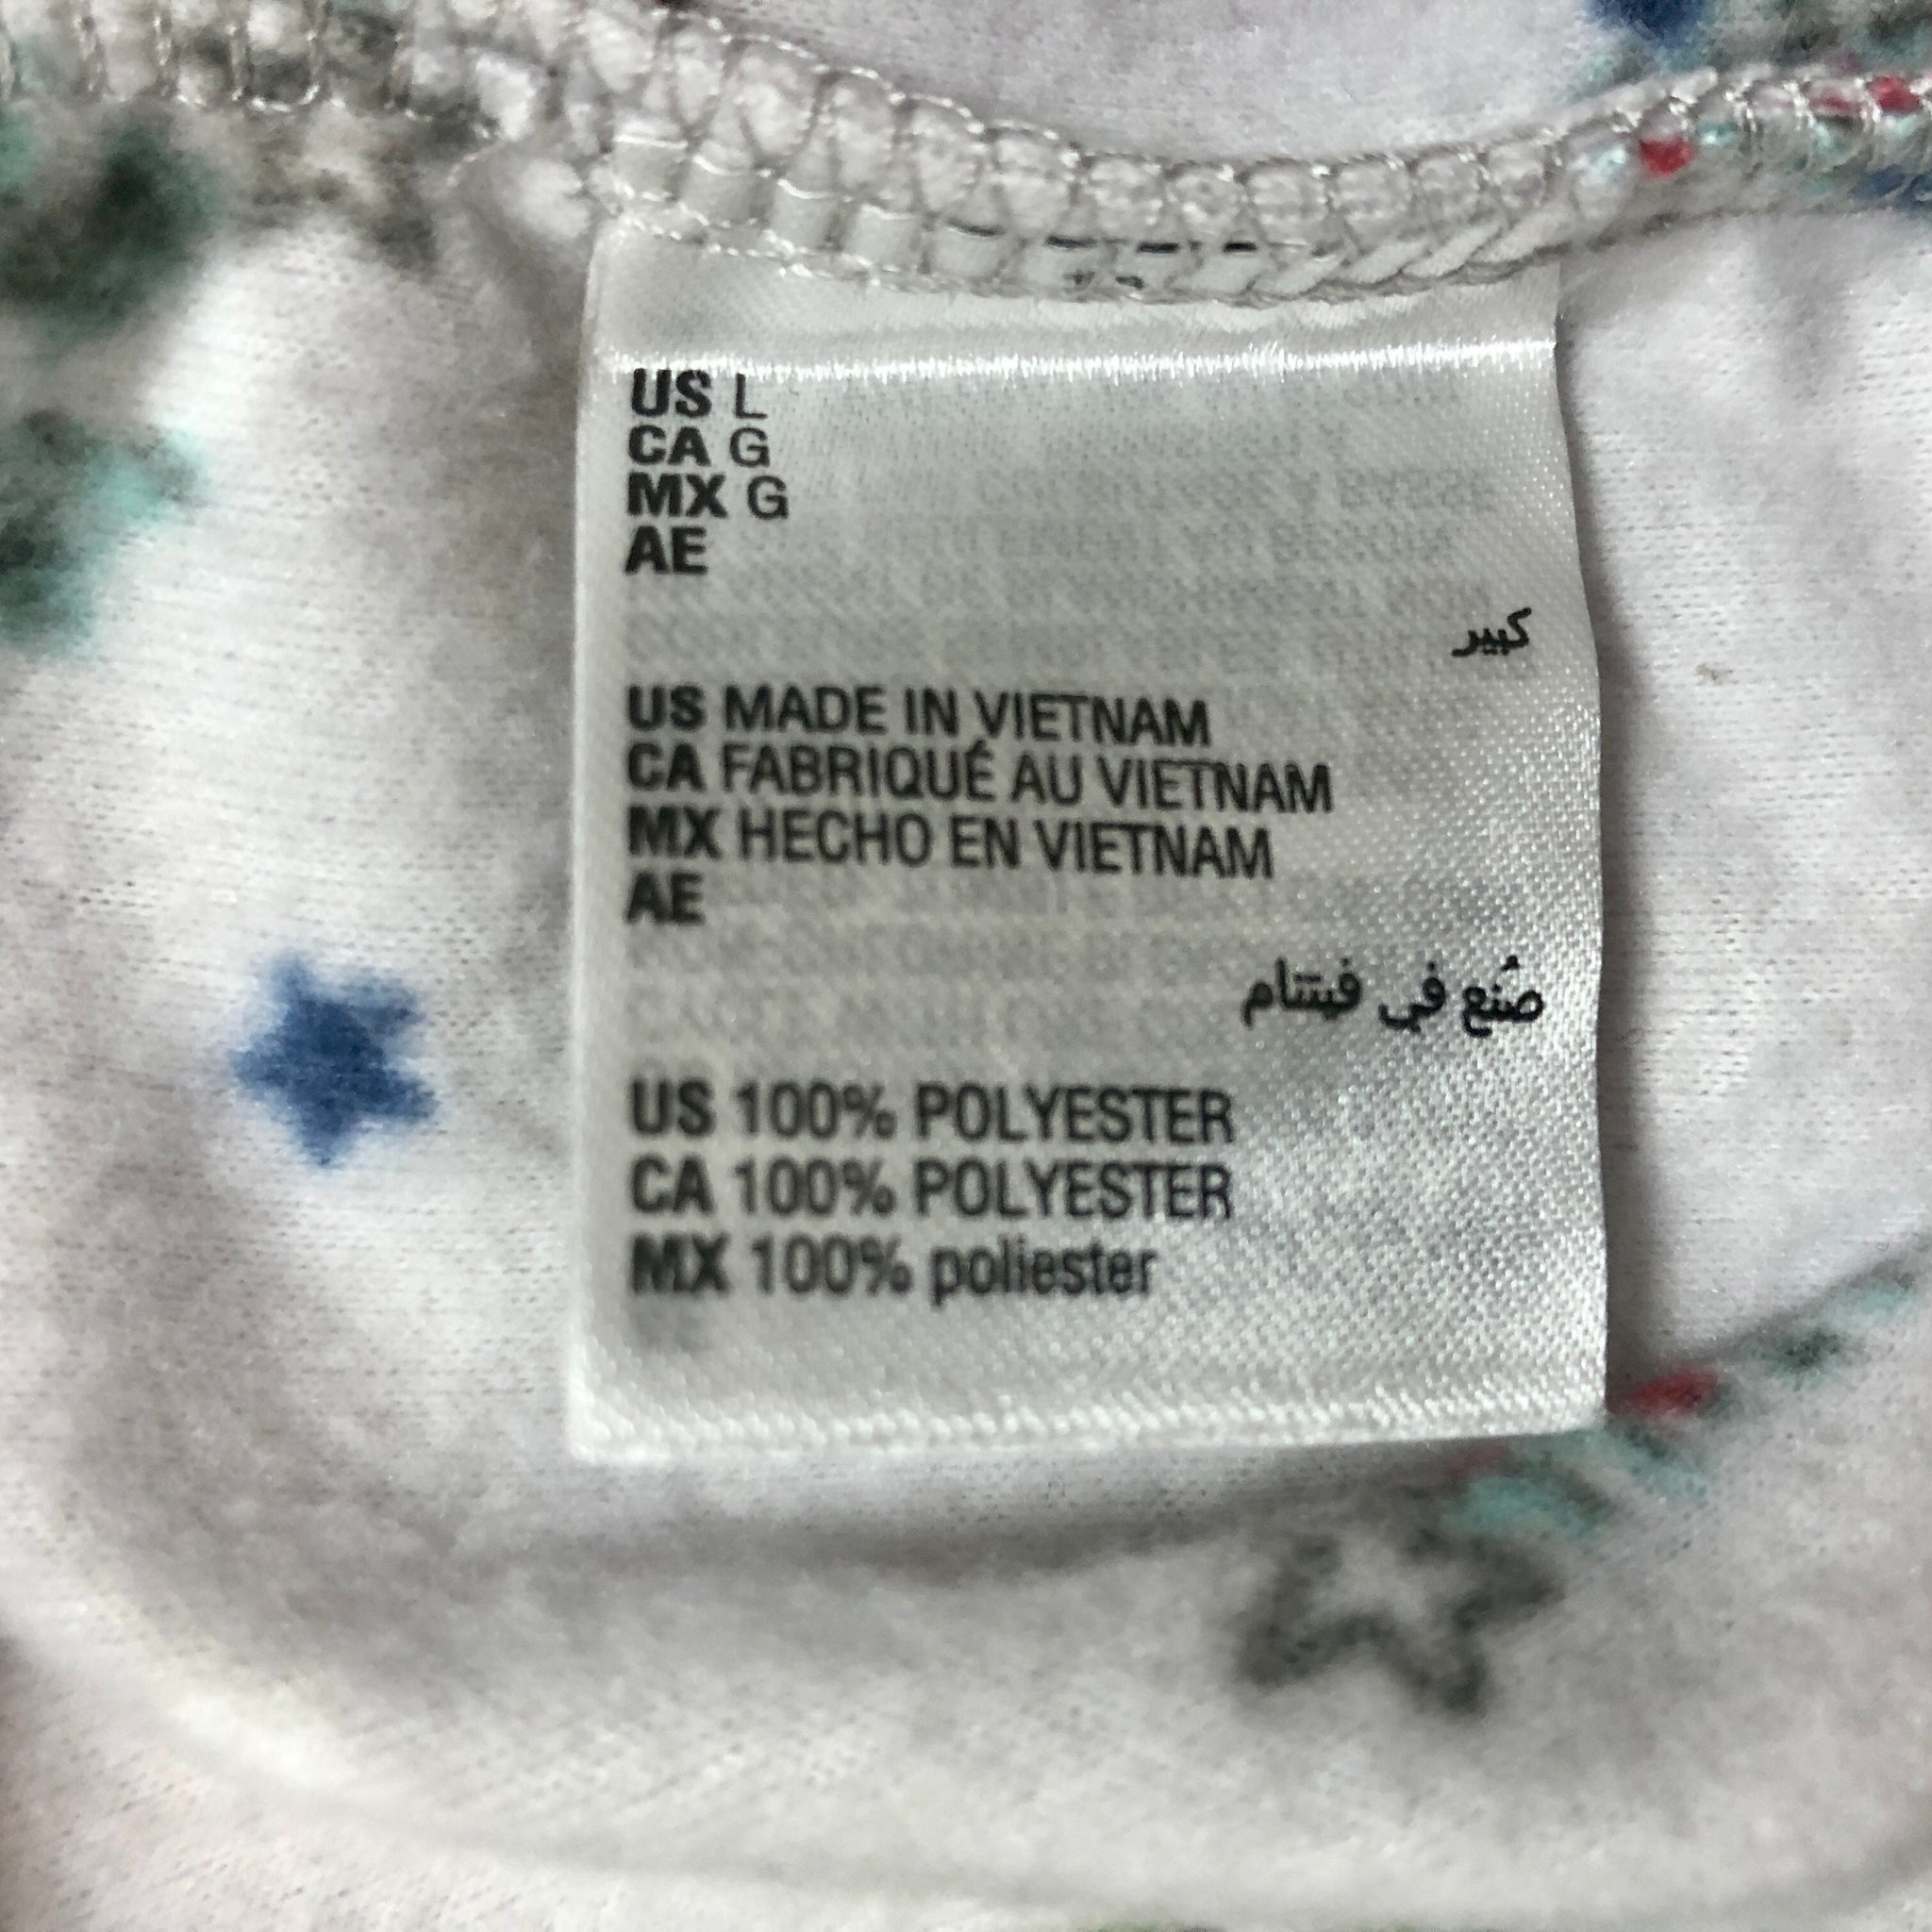 US L
CA G
MX G
AE
كبير
US MADE IN VIETNAM
CA FABRIQUÉ AU VIETNAM
MX HECHO EN VIETNAM
AE
صُنع في فيتنام
US 100% POLYESTER
CA 100% POLYESTER
MX 100% poliester